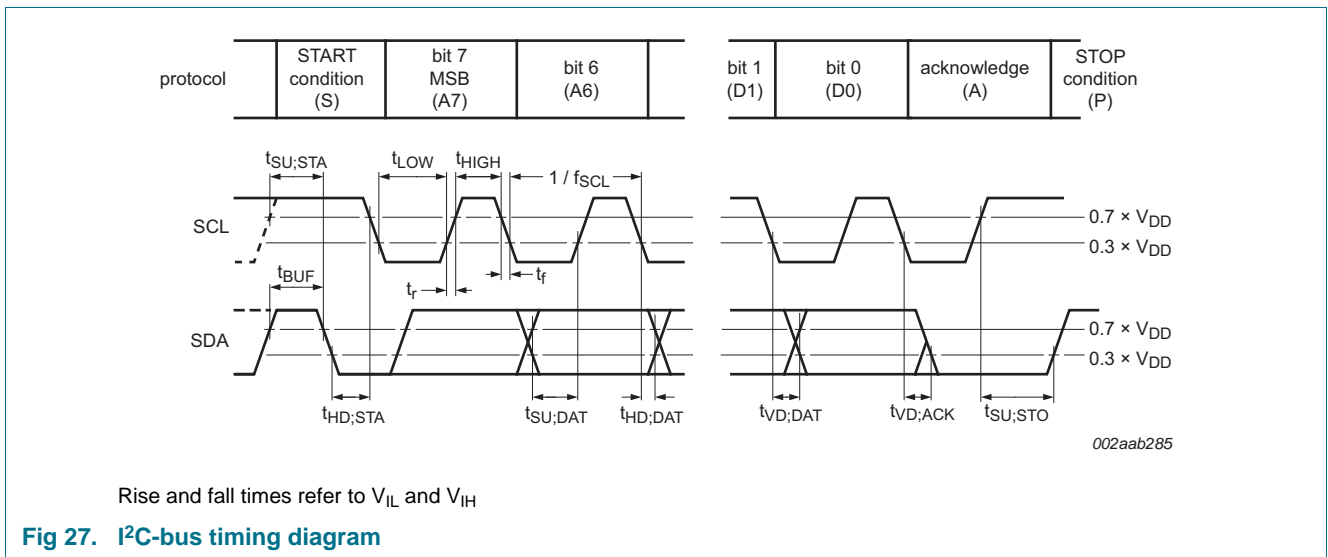 protocol
START
condition
(S)
bit 7
MSB
(A7)
bit 6
(A6)
bit 1
(D1)
bit 0
(D0)
acknowledge
(A)
STOP
condition
(P)
tSU;STA
tLOW
tHIGH
1 / fSCL
SCL
0.7 × VDD
0.3 × VDD
tBUF
tr
tf
SDA
0.7 × VDD
0.3 × VDD
tHD;STA
tSU;DAT
tHD;DAT
tVD;DAT
tVD;ACK
tSU;STO
002aab285
Rise and fall times refer to VIL and VIH
Fig 27. I²C-bus timing diagram